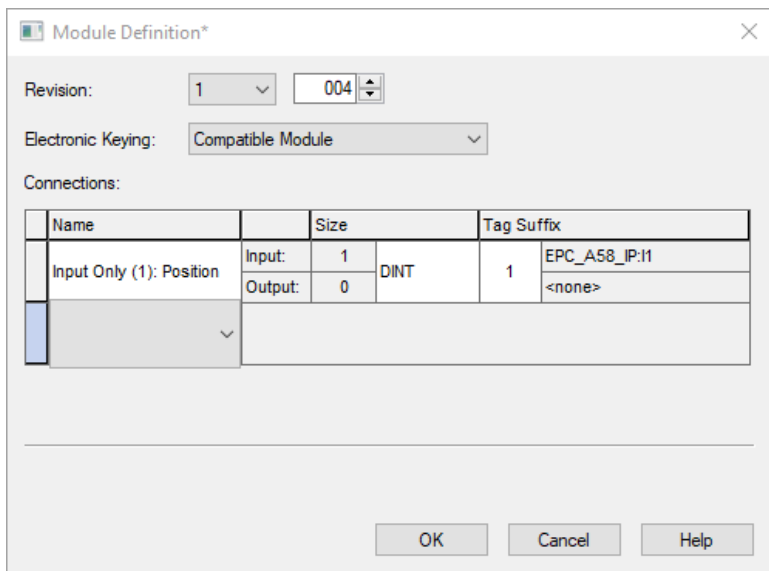 Module Definition*
Revision: 1 004
Electronic Keying: Compatible Module
Connections:
Name Size Tag Suffix
Input Only (1): Position Input: 1 DINT 1 EPC_A58_IP:I1
Output: 0 <none>
OK Cancel Help